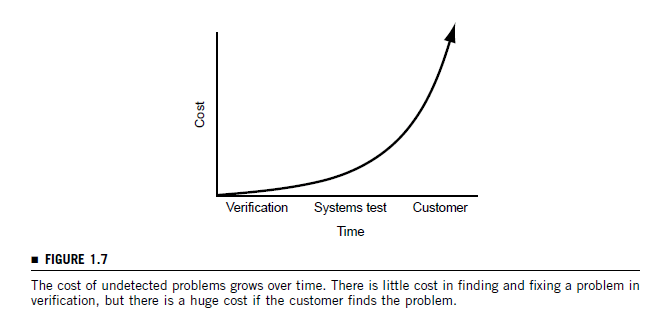 Cost
Verification Systems test Customer
Time
■ FIGURE 1.7
The cost of undetected problems grows over time. There is little cost in finding and fixing a problem in
verification, but there is a huge cost if the customer finds the problem.